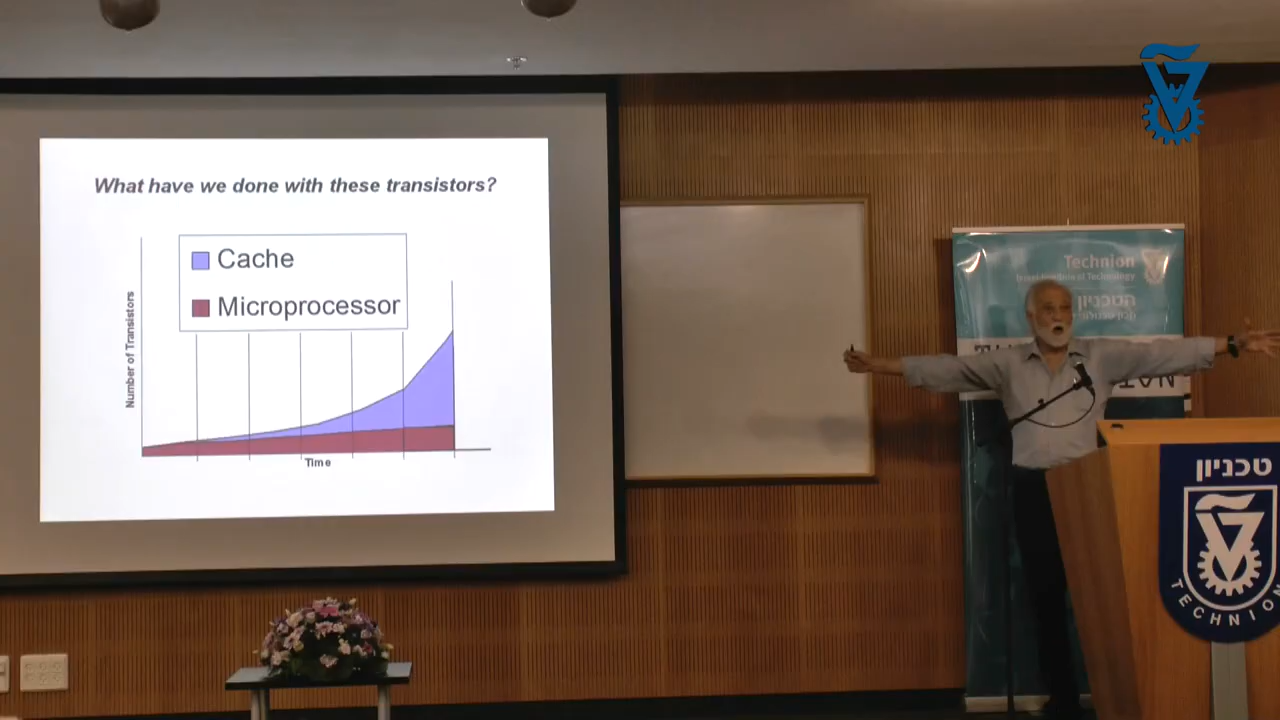 What have we done with these transistors?
Cache
Microprocessor
Number of Transistors
Time
Technion
Israel Institute of Technology
הטכניון
טכניון
TECHNION